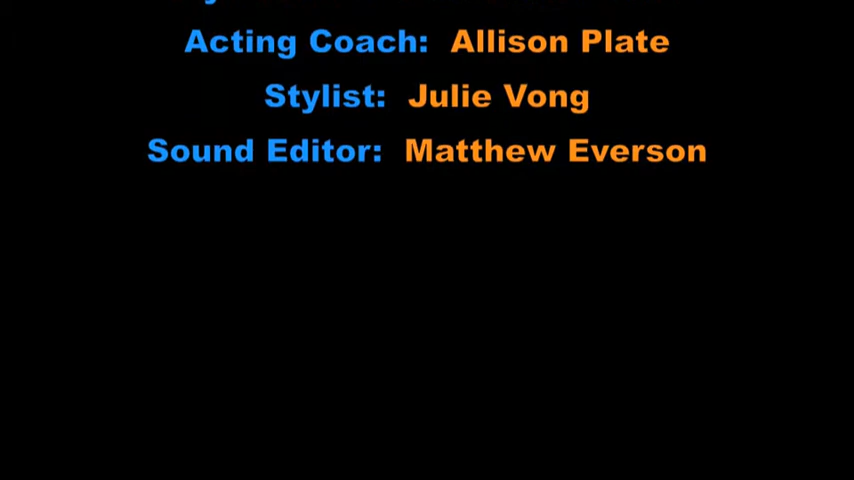 Acting Coach: Allison Plate
Stylist: Julie Vong
Sound Editor: Matthew Everson